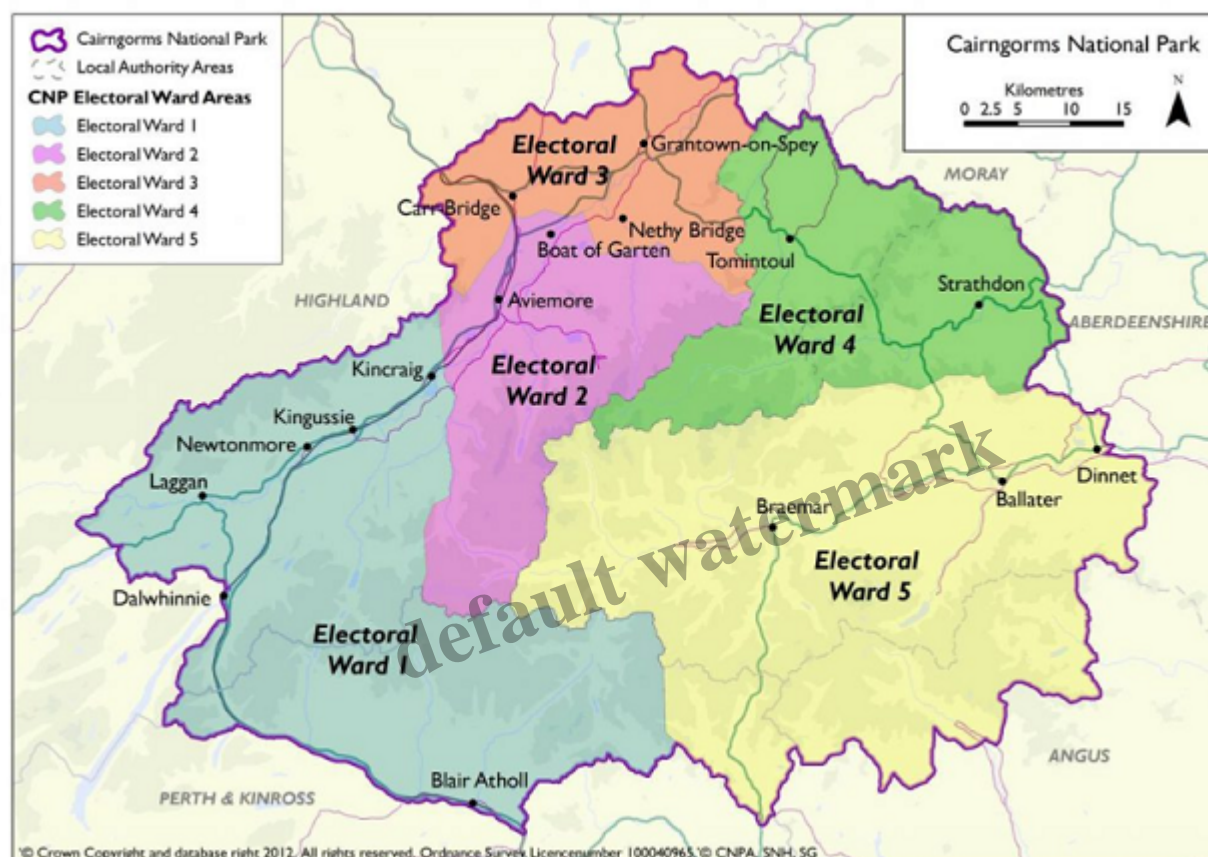 Cairngorms National Park
Local Authority Areas
CNP Electoral Ward Areas
Electoral Ward 1
Electoral Ward 2
Electoral Ward 3
Electoral Ward 4
Electoral Ward 5
Cairngorms National Park
Kilometres
0 2.5 5 10 15
N
Electoral
Ward 3
Grantown-on-Spey
MORAY
Carr-Bridge
Nethy Bridge
Boat of Garten
Tomintoul
Strathdon
HIGHLAND
Aviemore
Electoral
Ward 4
ABERDEENSHIRE
Kincraig
Electoral
Ward 2
Kingussie
Newtonmore
Laggan
Dinnet
Ballater
Braemar
Electoral
Ward 5
Dalwhinnie
Electoral
Ward 1
default watermark
ANGUS
Blair Atholl
PERTH & KINROSS
'© Crown Copyright and database right 2012. All rights reserved. Ordnance Survey Licencenumber 100040965.'© CNPA, SNH, SG